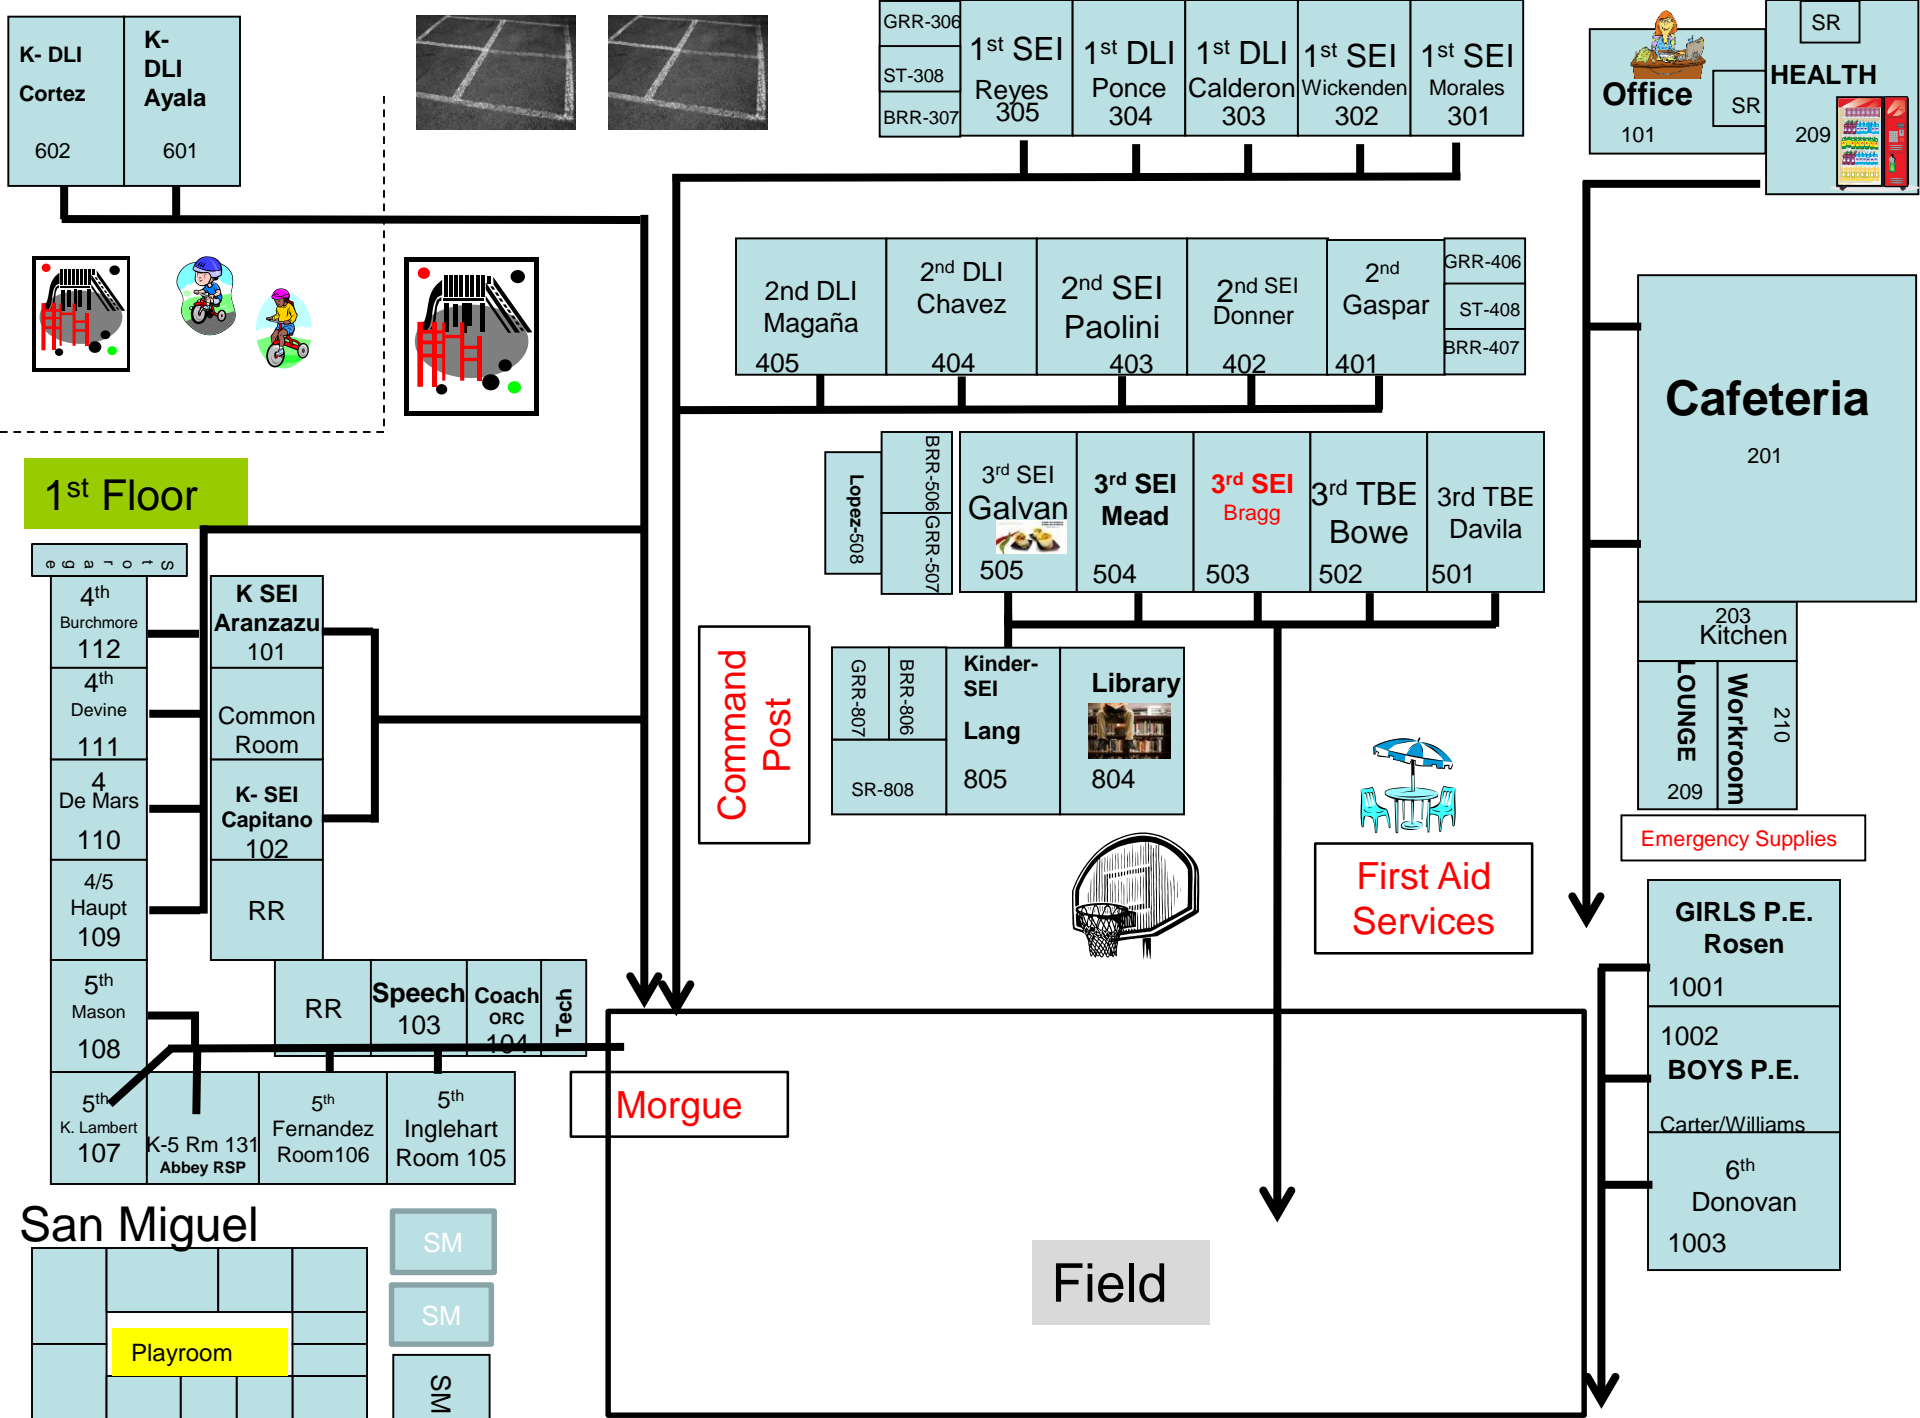 K- DLI
Cortez
602
K-
DLI
Ayala
601
GRR-306
ST-308
BRR-307
1st SEI
Reyes
305
1st DLI
Ponce
304
1st DLI
Calderon
303
1st SEI
Wickenden
302
1st SEI
Morales
301
Office
101
SR
SR
HEALTH
209
2nd DLI
Magaña
405
2nd DLI
Chavez
404
2nd SEI
Paolini
403
2nd SEI
Donner
402
2nd
Gaspar
401
GRR-406
ST-408
BRR-407
Cafeteria
201
203
Kitchen
LOUNGE
209
Workroom
210
Emergency Supplies
1st Floor
Lopez-508
BRR-506
GRR-507
3rd SEI
Galvan
505
3rd SEI
Mead
504
3rd SEI
Bragg
503
3rd TBE
Bowe
502
3rd TBE
Davila
501
Storage
4th
Burchmore
112
4th
Devine
111
4
De Mars
110
4/5
Haupt
109
5th
Mason
108
5th
K. Lambert
107
K SEI
Aranzazu
101
Common
Room
K- SEI
Capitano
102
RR
RR
Speech
103
Coach
ORC
104
Tech
K-5 Rm 131
Abbey RSP
5th
Fernandez
Room106
5th
Inglehart
Room 105
Command
Post
GRR-807
BRR-806
SR-808
Kinder-
SEI
Lang
805
Library
804
First Aid
Services
GIRLS P.E.
Rosen
1001
1002
BOYS P.E.
Carter/Williams
6th
Donovan
1003
Morgue
Field
San Miguel
Playroom
SM
SM
SM